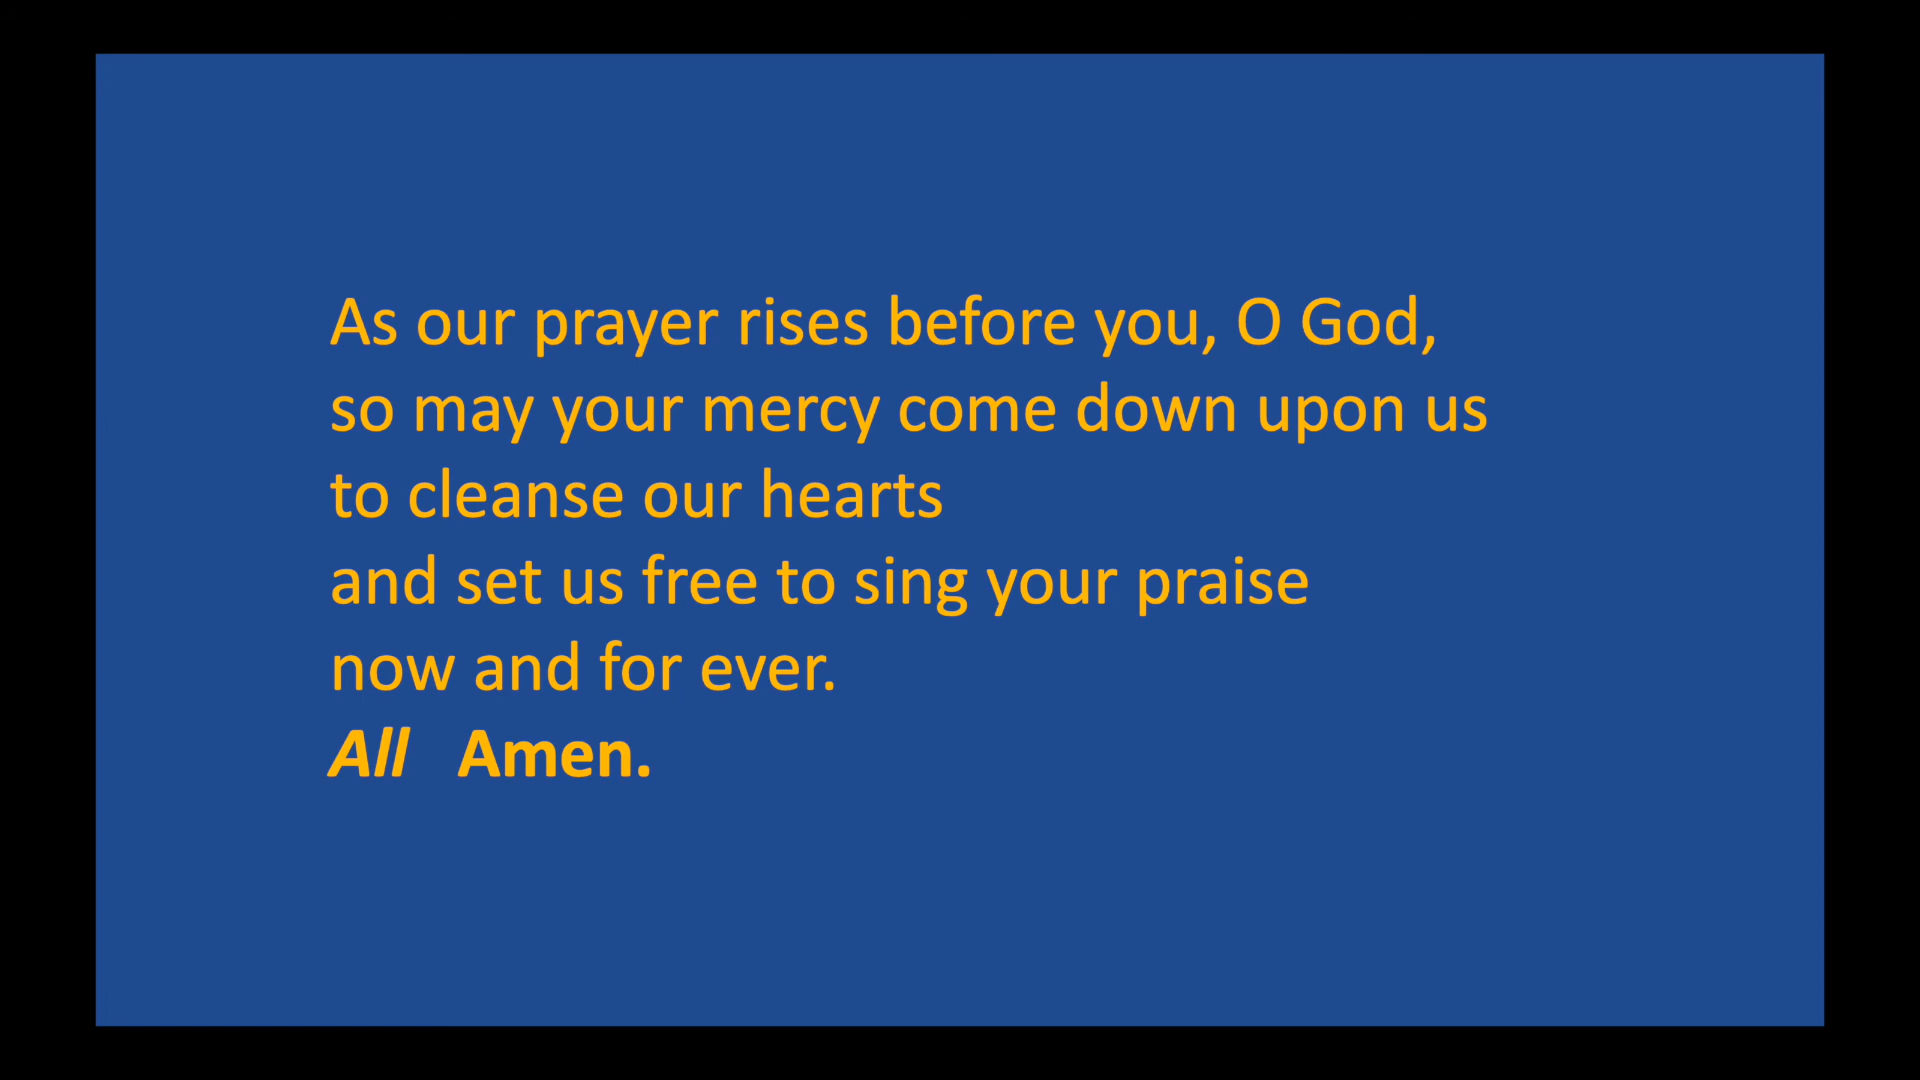 As our prayer rises before you, O God,
so may your mercy come down upon us
to cleanse our hearts
and set us free to sing your praise
now and for ever.
All Amen.